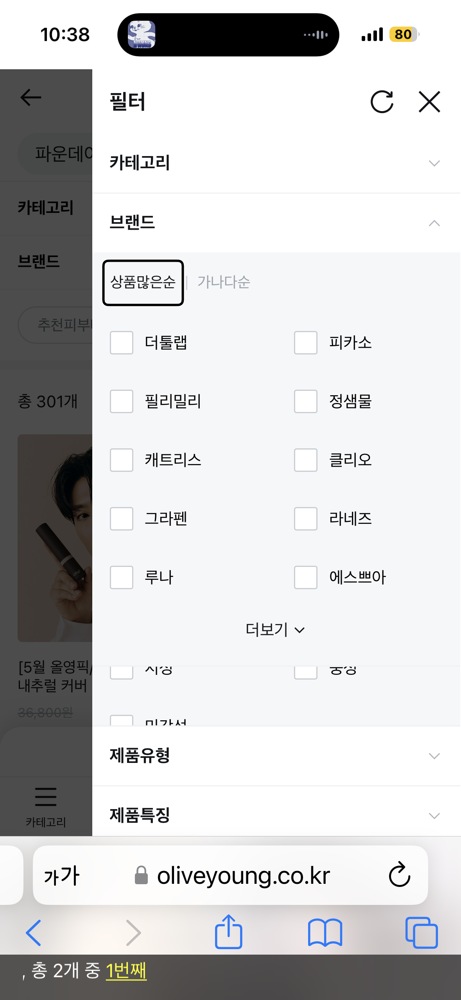 10:38
80
필터
파운데이
카테고리
카테고리
브랜드
브랜드
상품많은순 | 가나다순
추천피부
더툴랩 피카소
필리밀리 정샘물
총 301개
캐트리스 클리오
그라펜 라네즈
루나 에스쁘아
더보기
[5월 올영픽/
내추럴 커버
36,800원
제품유형
제품특징
카테고리
가가 oliveyoung.co.kr
, 총 2개 중 1번째